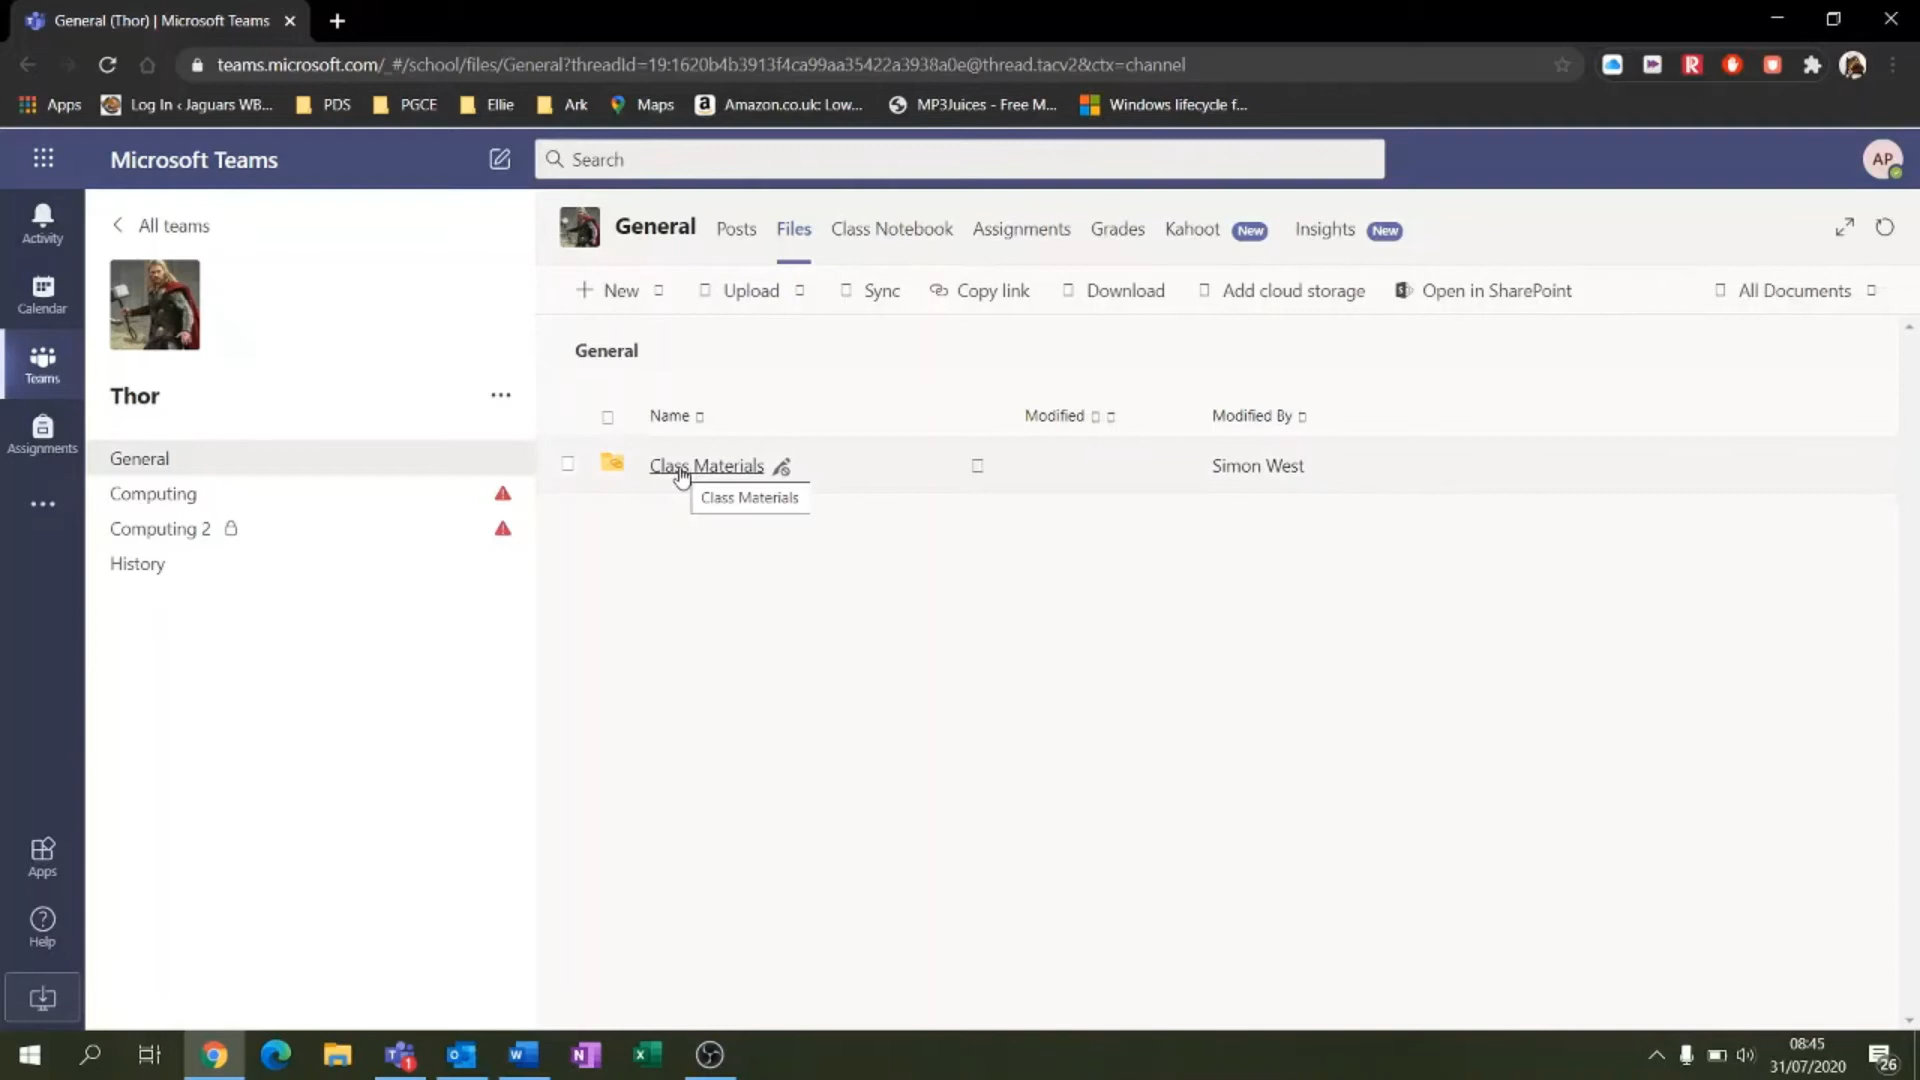 General (Thor) | Microsoft Teams
teams.microsoft.com/_#/school/files/General?threadId=19:1620b4b3913f4ca99aa35422a3938a0e@thread.tacv2&ctx=channel
Apps Log In ‹ Jaguars WB... PDS PGCE Ellie Ark Maps Amazon.co.uk: Low... MP3Juices - Free M... Windows lifecycle f...
Microsoft Teams
Search
AP
Activity
Calendar
Teams
Assignments
Apps
Help
All teams
Thor
General
Computing
Computing 2
History
General Posts Files Class Notebook Assignments Grades Kahoot New Insights New
New Upload Sync Copy link Download Add cloud storage Open in SharePoint All Documents
General
Name Modified Modified By
Class Materials Simon West
Class Materials
1
08:45
31/07/2020
26